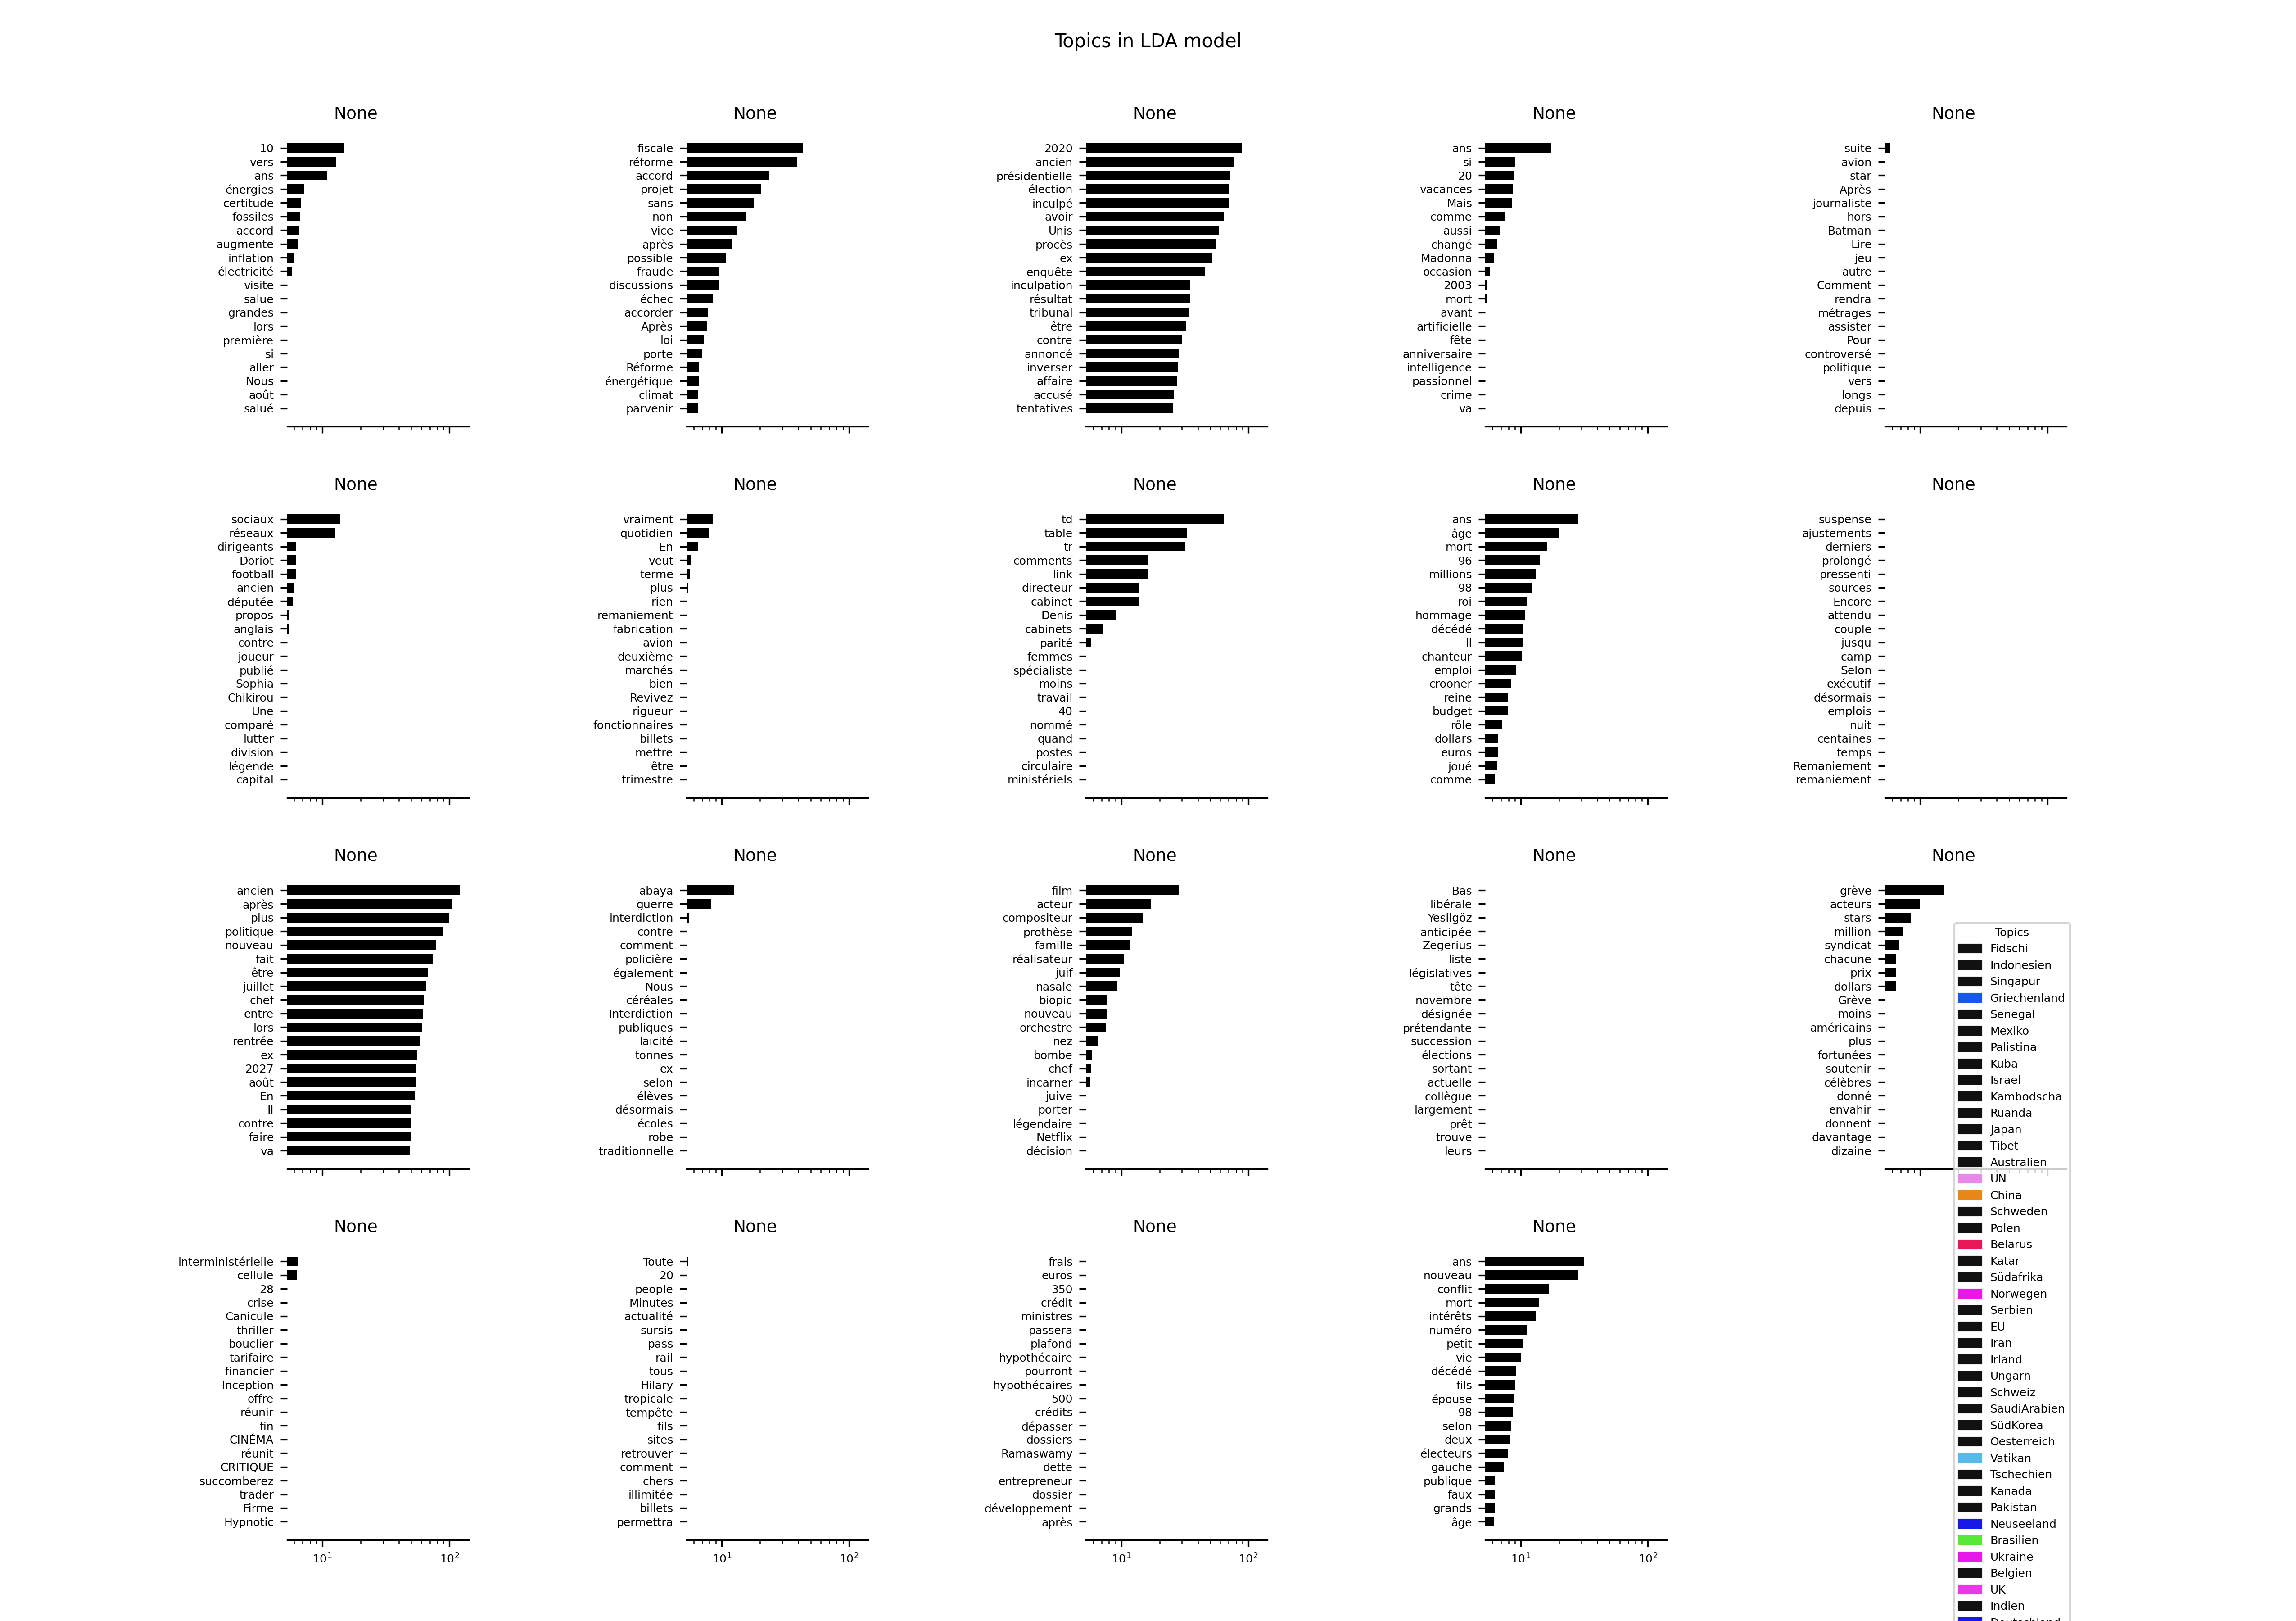 Topics in LDA model
None
10
vers
ans
énergies
certitude
fossiles
accord
augmente
inflation
électricité
visite
salue
grandes
lors
première
si
aller
Nous
août
salué
None
fiscale
réforme
accord
projet
sans
non
vice
après
possible
fraude
discussions
échec
accorder
Après
loi
porte
Réforme
énergétique
climat
parvenir
None
2020
ancien
présidentielle
élection
inculpé
avoir
Unis
procès
ex
enquête
inculpation
résultat
tribunal
être
contre
annoncé
inverser
affaire
accusé
tentatives
None
ans
si
20
vacances
Mais
comme
aussi
changé
Madonna
occasion
2003
mort
avant
artificielle
fête
anniversaire
intelligence
passionnel
crime
va
None
suite
avion
star
Après
journaliste
hors
Batman
Lire
jeu
autre
Comment
rendra
métrages
assister
Pour
controversé
politique
vers
longs
depuis
None
sociaux
réseaux
dirigeants
Doriot
football
ancien
députée
propos
anglais
contre
joueur
publié
Sophia
Chikirou
Une
comparé
lutter
division
légende
capital
None
vraiment
quotidien
En
veut
terme
plus
rien
remaniement
fabrication
avion
deuxième
marchés
bien
Revivez
rigueur
fonctionnaires
billets
mettre
être
trimestre
None
td
table
tr
comments
link
directeur
cabinet
Denis
cabinets
parité
femmes
spécialiste
moins
travail
40
nommé
quand
postes
circulaire
ministériels
None
ans
âge
mort
96
millions
98
roi
hommage
décédé
Il
chanteur
emploi
crooner
reine
budget
rôle
dollars
euros
joué
comme
None
suspense
ajustements
derniers
prolongé
pressenti
sources
Encore
attendu
couple
jusqu
camp
Selon
exécutif
désormais
emplois
nuit
centaines
temps
Remaniement
remaniement
None
ancien
après
plus
politique
nouveau
fait
être
juillet
chef
entre
lors
rentrée
ex
2027
août
En
Il
contre
faire
va
None
abaya
guerre
interdiction
contre
comment
policière
également
Nous
céréales
Interdiction
publiques
laïcité
tonnes
ex
selon
élèves
désormais
écoles
robe
traditionnelle
None
film
acteur
compositeur
prothèse
famille
réalisateur
juif
nasale
biopic
nouveau
orchestre
nez
bombe
chef
incarner
juive
porter
légendaire
Netflix
décision
None
Bas
libérale
Yesilgöz
anticipée
Zegerius
liste
législatives
tête
novembre
désignée
prétendante
succession
élections
sortant
actuelle
collègue
largement
prêt
trouve
leurs
None
grève
acteurs
stars
million
syndicat
chacune
prix
dollars
Grève
moins
américains
plus
fortunées
soutenir
célèbres
donné
envahir
donnent
davantage
dizaine
None
interministérielle
cellule
28
crise
Canicule
thriller
bouclier
tarifaire
financier
Inception
offre
réunir
fin
CINÉMA
réunit
CRITIQUE
succomberez
trader
Firme
Hypnotic
10¹ 10²
None
Toute
20
people
Minutes
actualité
sursis
pass
rail
tous
Hilary
tropicale
tempête
fils
sites
retrouver
comment
chers
illimitée
billets
permettra
10¹ 10²
None
frais
euros
350
crédit
ministres
passera
plafond
hypothécaire
pourront
hypothécaires
500
crédits
dépasser
dossiers
Ramaswamy
dette
entrepreneur
dossier
développement
après
10¹ 10²
None
ans
nouveau
conflit
mort
intérêts
numéro
petit
vie
décédé
fils
épouse
98
selon
deux
électeurs
gauche
publique
faux
grands
âge
10¹ 10²
Topics
Fidschi
Indonesien
Singapur
Griechenland
Senegal
Mexiko
Palistina
Kuba
Israel
Kambodscha
Ruanda
Japan
Tibet
Australien
UN
China
Schweden
Polen
Belarus
Katar
Südafrika
Norwegen
Serbien
EU
Iran
Irland
Ungarn
Schweiz
SaudiArabien
SüdKorea
Oesterreich
Vatikan
Tschechien
Kanada
Pakistan
Neuseeland
Brasilien
Ukraine
Belgien
UK
Indien